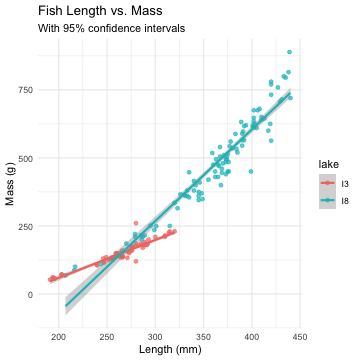 Fish Length vs. Mass
With 95% confidence intervals
Mass (g)
750
500
250
0
200
250
300
350
400
450
Length (mm)
lake
I3
I8